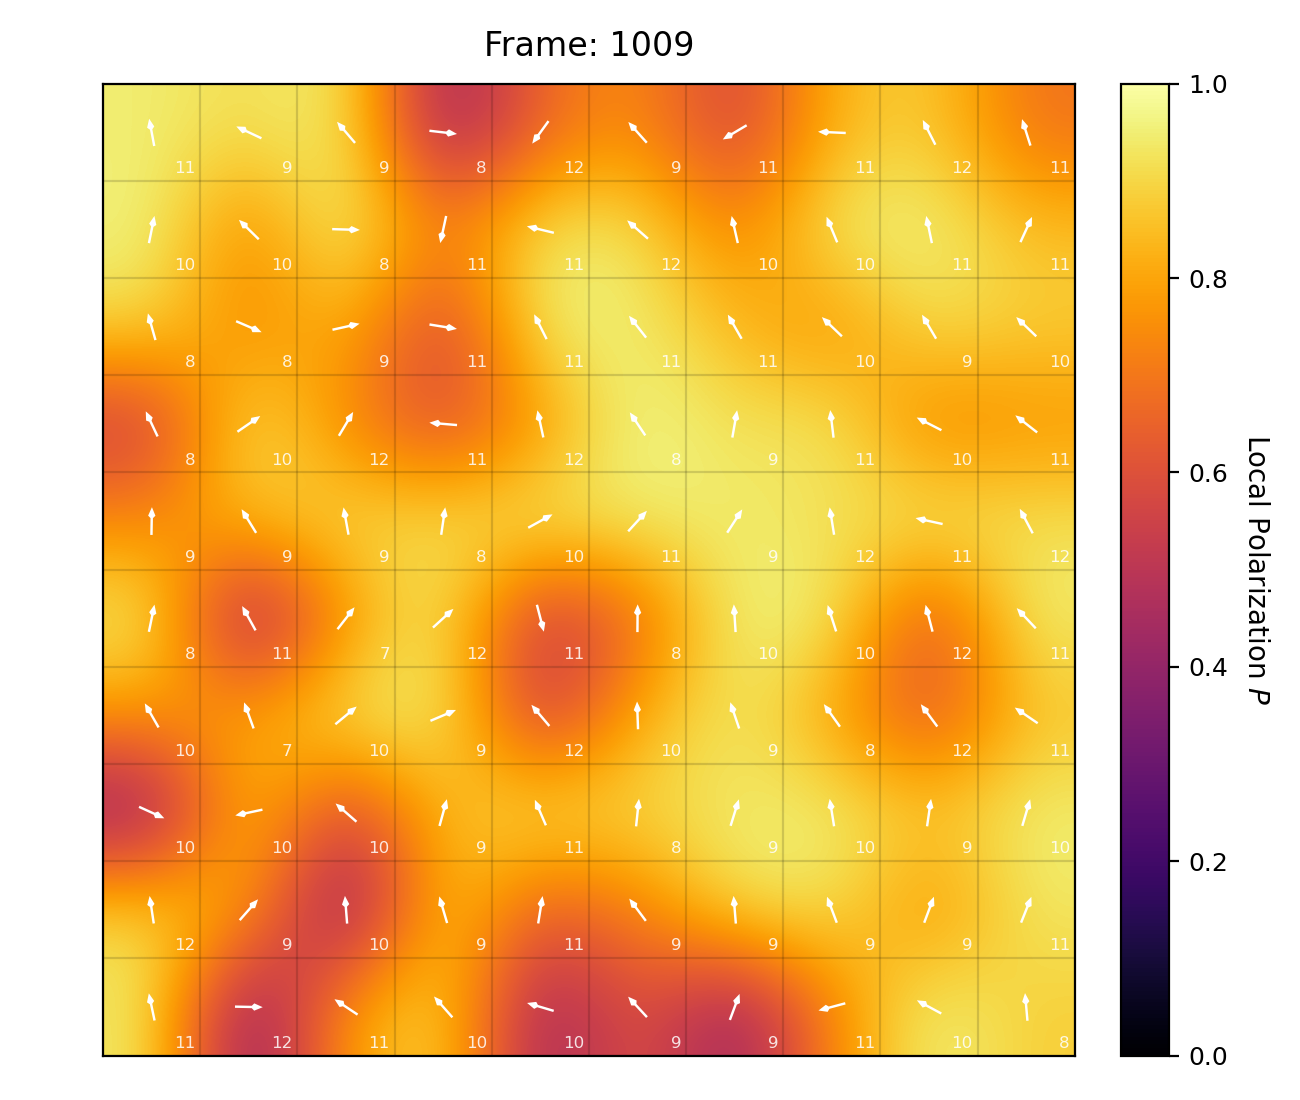 Frame: 1009
11 9 9 8 12 9 11 11 12 11
10 10 8 11 11 12 10 10 11 11
8 8 9 11 11 11 11 10 9 10
8 10 12 11 12 8 9 11 10 11
9 9 9 8 10 11 9 12 11 12
8 11 7 12 11 8 10 10 12 11
10 7 10 9 12 10 9 8 12 11
10 10 10 9 11 8 9 10 9 10
12 9 10 9 11 9 9 9 9 11
11 12 11 10 10 9 9 11 10 8
1.0
0.8
0.6
0.4
0.2
0.0
Local Polarization P